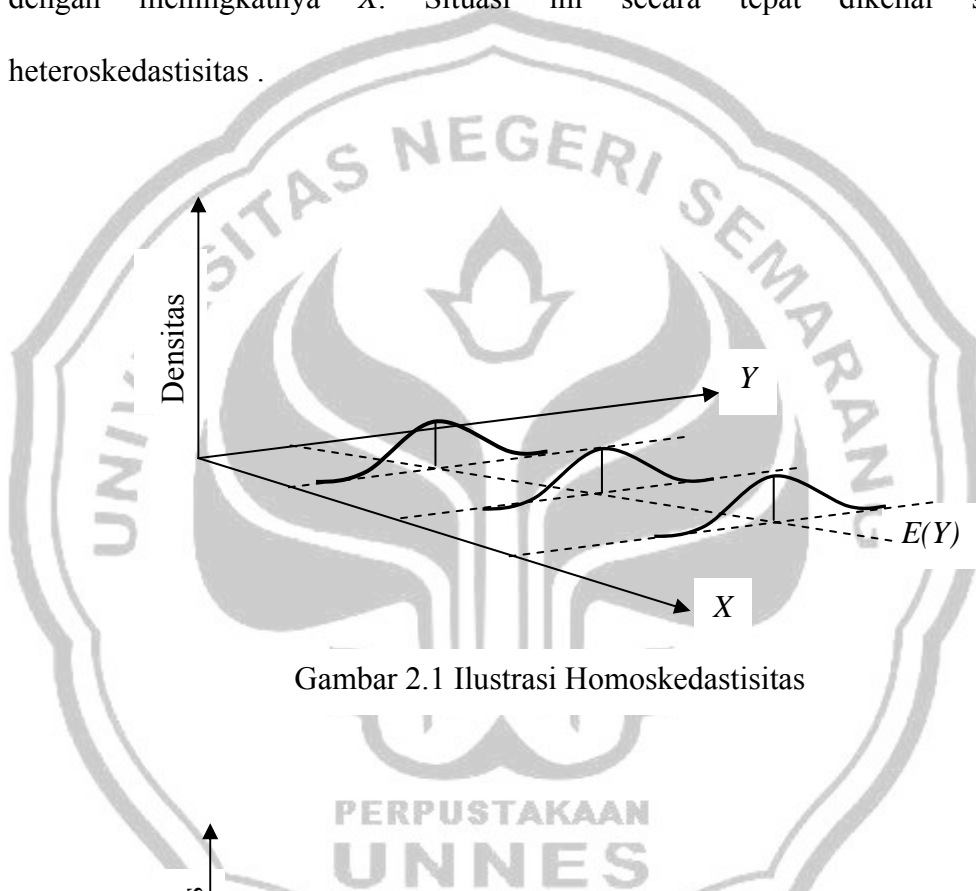 dengan meningkatnya X. Situasi ini secara tepat dikenal
heteroskedastisitas .
UNIVERSITAS NEGERI SEMARANG
Densitas
Y
E(Y)
X
Gambar 2.1 Ilustrasi Homoskedastisitas
PERPUSTAKAAN
UNNES